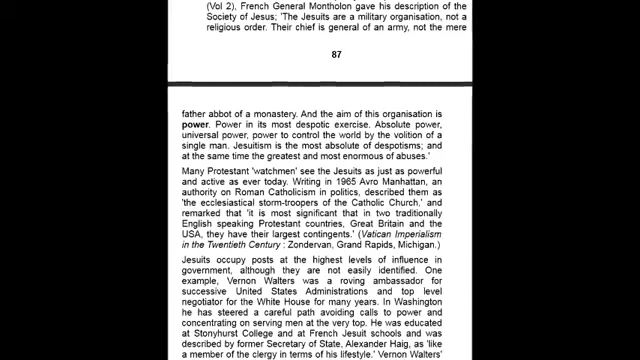 (Vol 2), French General Montholon gave his description of the
Society of Jesus; 'The Jesuits are a military organisation, not a
religious order. Their chief is general of an army, not the mere
87
father abbot of a monastery. And the aim of this organisation is
power. Power in its most despotic exercise. Absolute power,
universal power, power to control the world by the volition of a
single man. Jesuitism is the most absolute of despotisms; and
at the same time the greatest and most enormous of abuses.'
Many Protestant 'watchmen' see the Jesuits as just as powerful
and active as ever today. Writing in 1965 Avro Manhattan, an
authority on Roman Catholicism in politics, described them as
'the ecclesiastical storm-troopers of the Catholic Church,' and
remarked that 'it is most significant that in two traditionally
English speaking Protestant countries, Great Britain and the
USA, they have their largest contingents.' (Vatican Imperialism
in the Twentieth Century : Zondervan, Grand Rapids, Michigan.)
Jesuits occupy posts at the highest levels of influence in
government, although they are not easily identified. One
example, Vernon Walters was a roving ambassador for
successive United States Administrations and top level
negotiator for the White House for many years. In Washington
he has steered a careful path avoiding calls to power and
concentrating on serving men at the very top. He was educated
at Stonyhurst College and at French Jesuit schools and was
described by former Secretary of State, Alexander Haig, as 'like
a member of the clergy in terms of his lifestyle.' Vernon Walters'